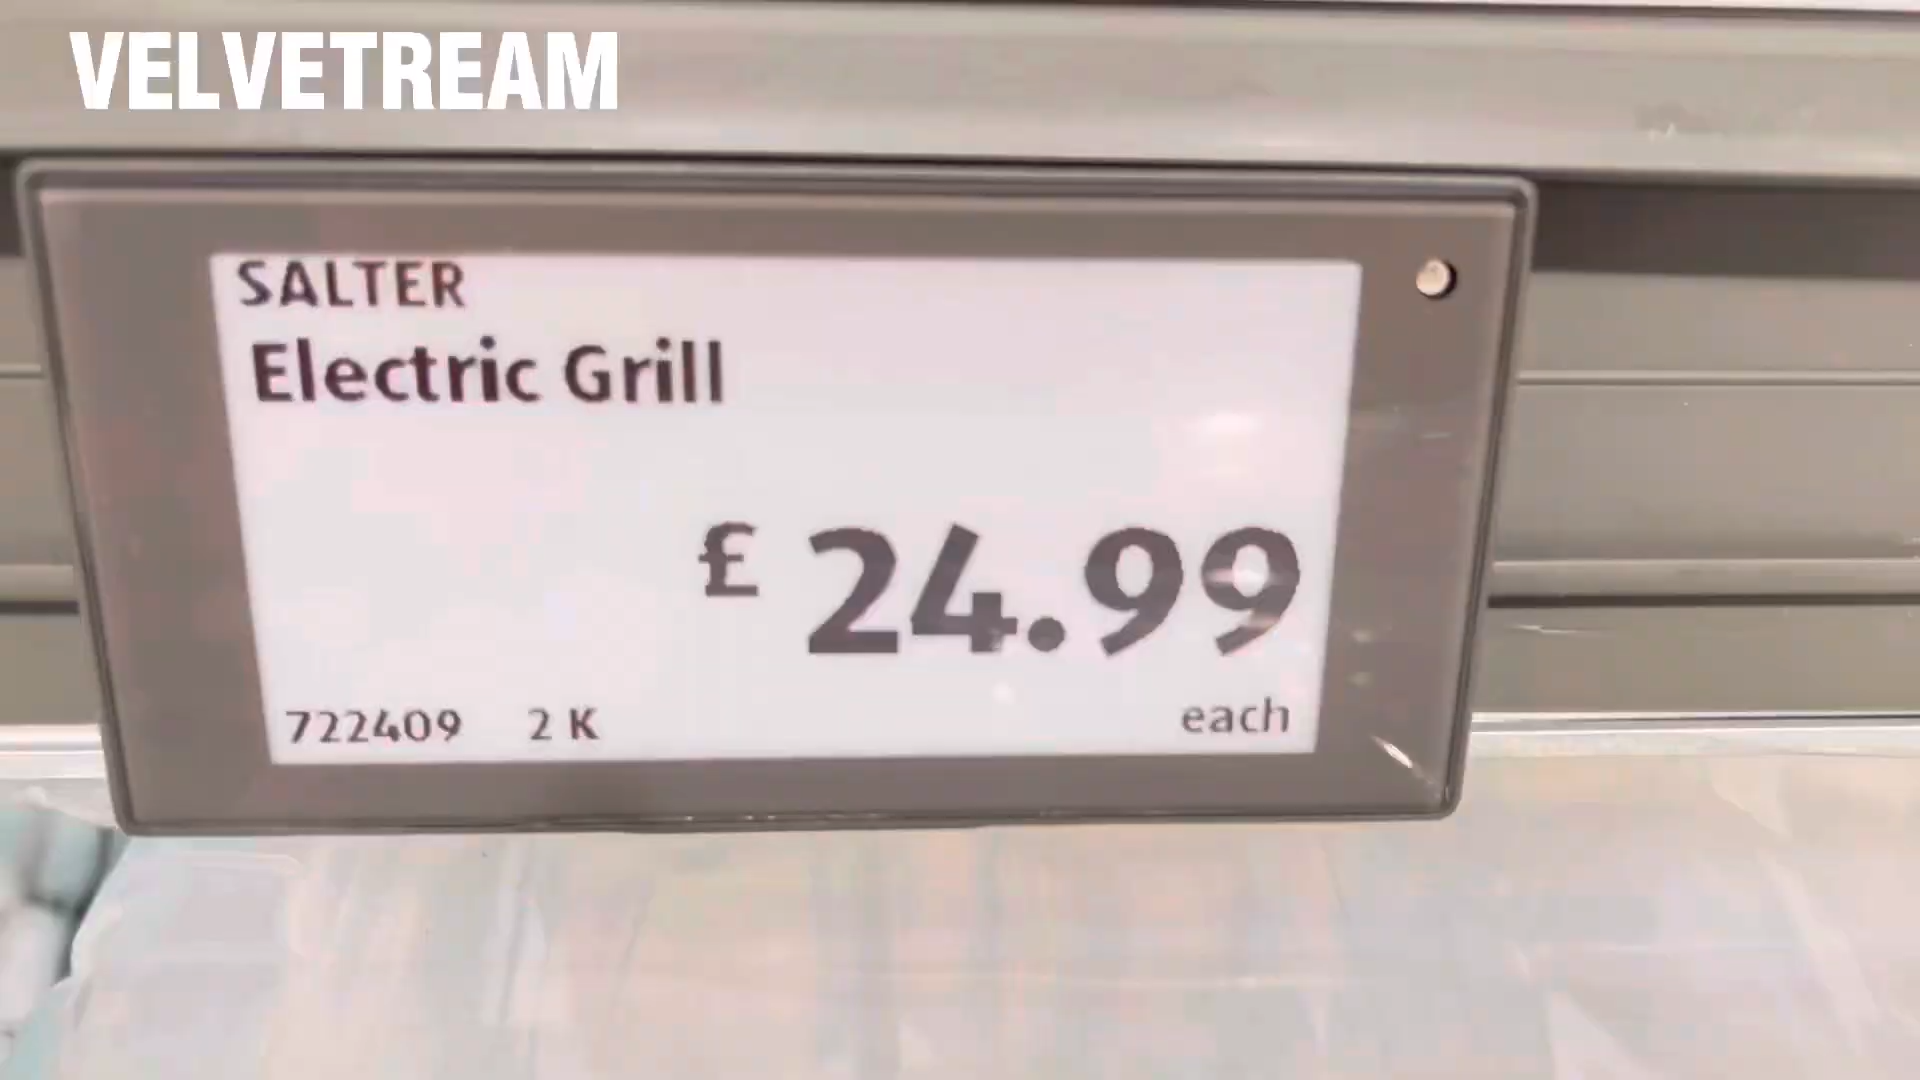 VELVETREAM
SALTER
Electric Grill
£ 24.99
722409 2 K each